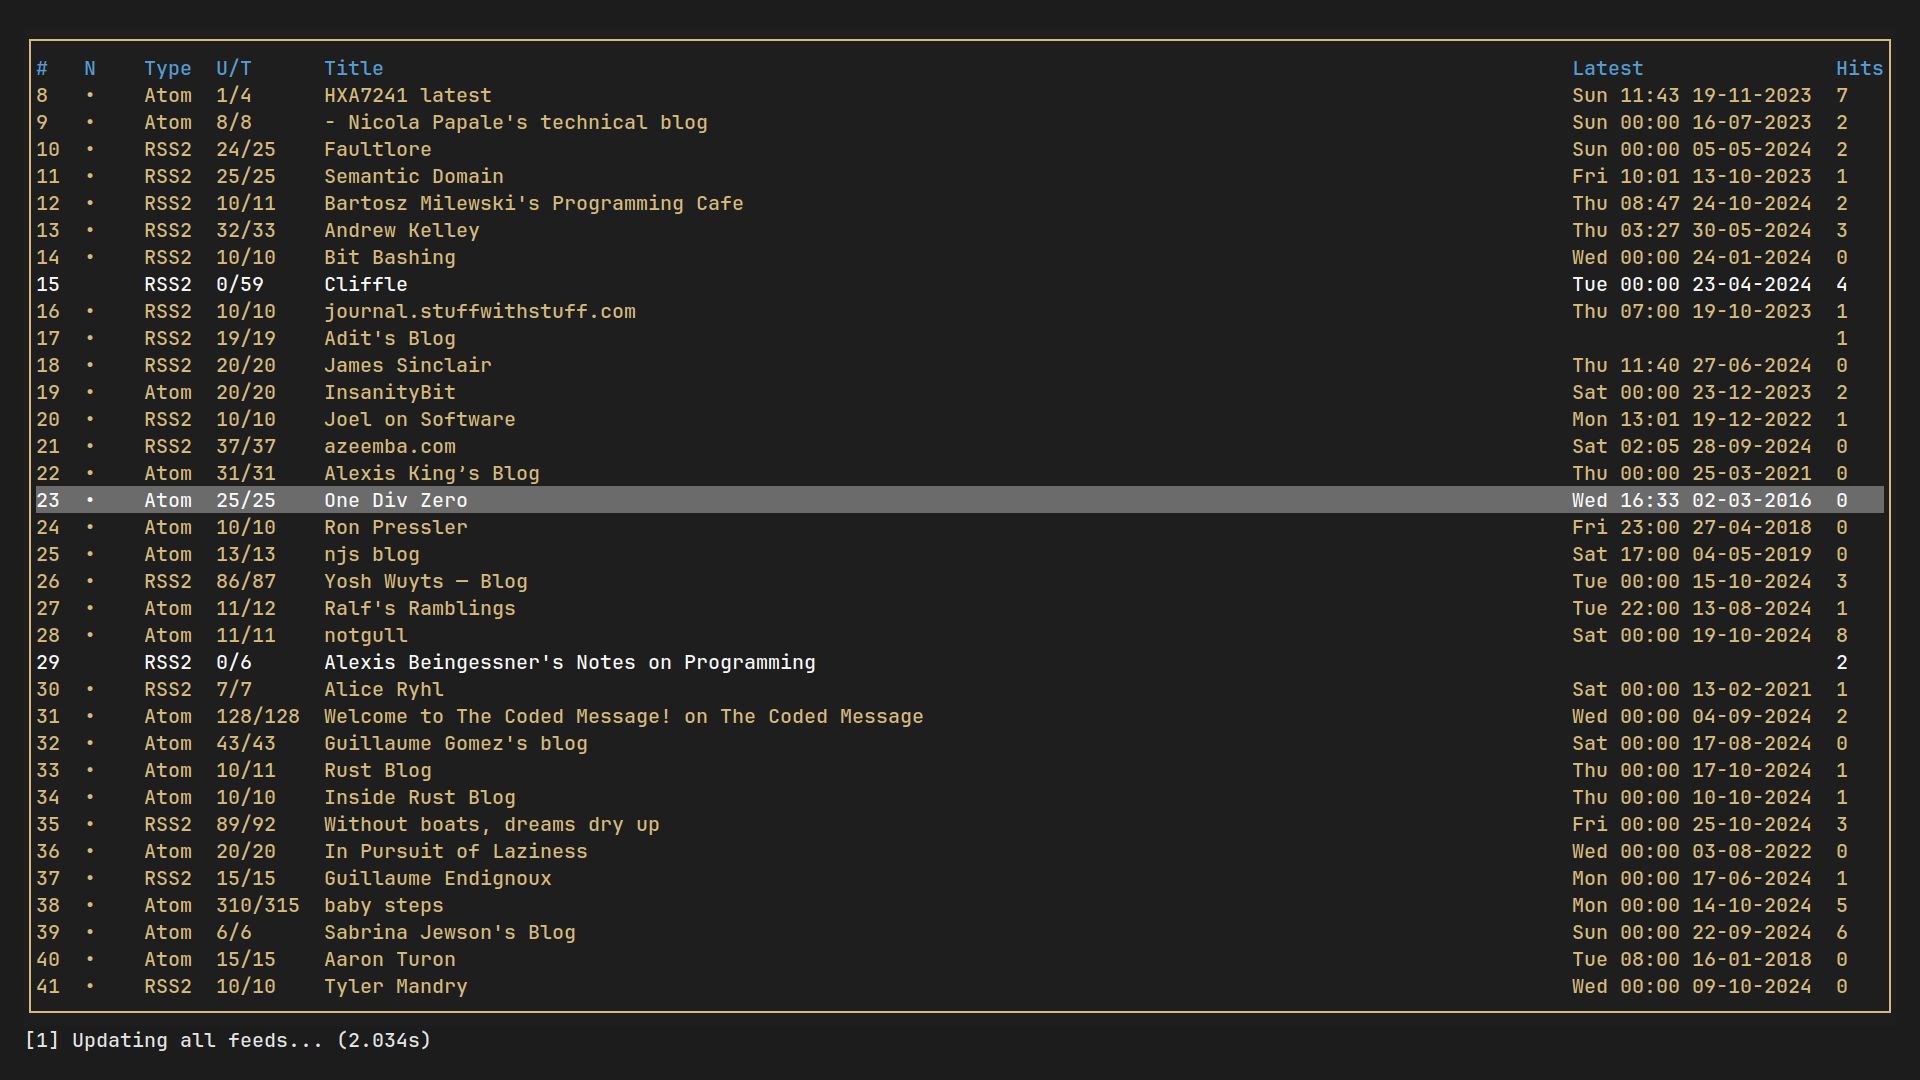 # N Type U/T Title Latest Hits
8 • Atom 1/4 HXA7241 latest Sun 11:43 19-11-2023 7
9 • Atom 8/8 - Nicola Papale's technical blog Sun 00:00 16-07-2023 2
10 • RSS2 24/25 Faultlore Sun 00:00 05-05-2024 2
11 • RSS2 25/25 Semantic Domain Fri 10:01 13-10-2023 1
12 • RSS2 10/11 Bartosz Milewski's Programming Cafe Thu 08:47 24-10-2024 2
13 • RSS2 32/33 Andrew Kelley Thu 03:27 30-05-2024 3
14 • RSS2 10/10 Bit Bashing Wed 00:00 24-01-2024 0
15 RSS2 0/59 Cliffle Tue 00:00 23-04-2024 4
16 • RSS2 10/10 journal.stuffwithstuff.com Thu 07:00 19-10-2023 1
17 • RSS2 19/19 Adit's Blog 1
18 • RSS2 20/20 James Sinclair Thu 11:40 27-06-2024 0
19 • Atom 20/20 InsanityBit Sat 00:00 23-12-2023 2
20 • RSS2 10/10 Joel on Software Mon 13:01 19-12-2022 1
21 • RSS2 37/37 azeemba.com Sat 02:05 28-09-2024 0
22 • Atom 31/31 Alexis King’s Blog Thu 00:00 25-03-2021 0
23 • Atom 25/25 One Div Zero Wed 16:33 02-03-2016 0
24 • Atom 10/10 Ron Pressler Fri 23:00 27-04-2018 0
25 • Atom 13/13 njs blog Sat 17:00 04-05-2019 0
26 • RSS2 86/87 Yosh Wuyts — Blog Tue 00:00 15-10-2024 3
27 • Atom 11/12 Ralf's Ramblings Tue 22:00 13-08-2024 1
28 • Atom 11/11 notgull Sat 00:00 19-10-2024 8
29 RSS2 0/6 Alexis Beingessner's Notes on Programming 2
30 • RSS2 7/7 Alice Ryhl Sat 00:00 13-02-2021 1
31 • Atom 128/128 Welcome to The Coded Message! on The Coded Message Wed 00:00 04-09-2024 2
32 • Atom 43/43 Guillaume Gomez's blog Sat 00:00 17-08-2024 0
33 • Atom 10/11 Rust Blog Thu 00:00 17-10-2024 1
34 • Atom 10/10 Inside Rust Blog Thu 00:00 10-10-2024 1
35 • RSS2 89/92 Without boats, dreams dry up Fri 00:00 25-10-2024 3
36 • Atom 20/20 In Pursuit of Laziness Wed 00:00 03-08-2022 0
37 • RSS2 15/15 Guillaume Endignoux Mon 00:00 17-06-2024 1
38 • Atom 310/315 baby steps Mon 00:00 14-10-2024 5
39 • Atom 6/6 Sabrina Jewson's Blog Sun 00:00 22-09-2024 6
40 • Atom 15/15 Aaron Turon Tue 08:00 16-01-2018 0
41 • RSS2 10/10 Tyler Mandry Wed 00:00 09-10-2024 0
[1] Updating all feeds... (2.034s)